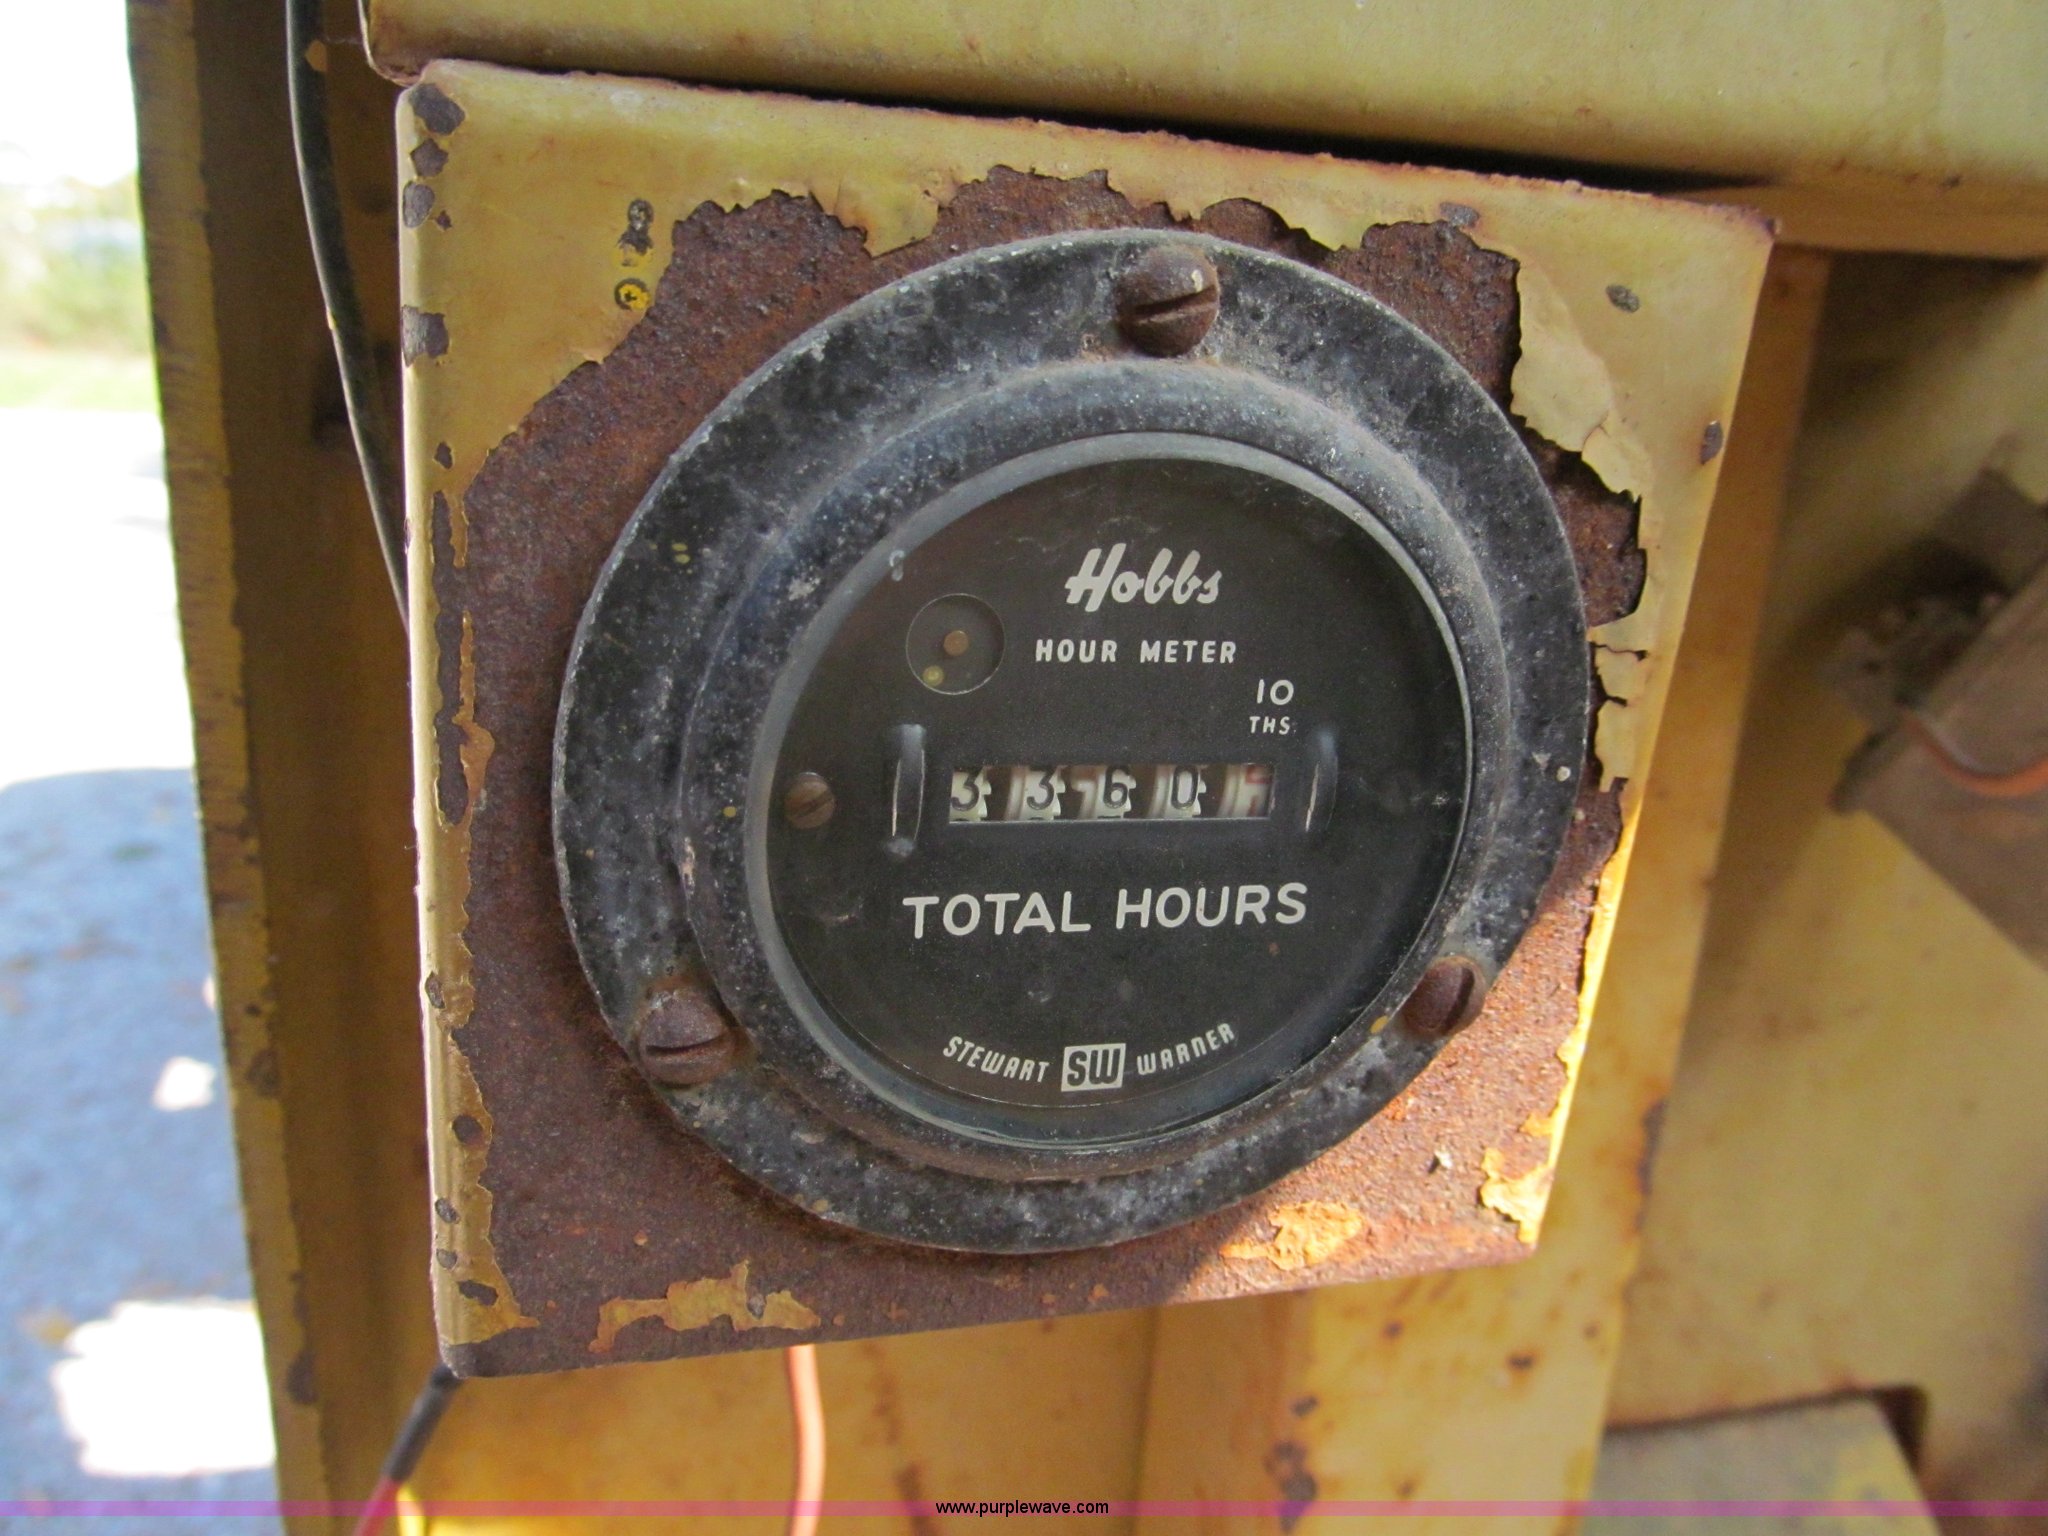 Hobbs
HOUR METER
10
THS.
3 3 6 0
TOTAL HOURS
STEWART SW WARNER
www.purplewave.com